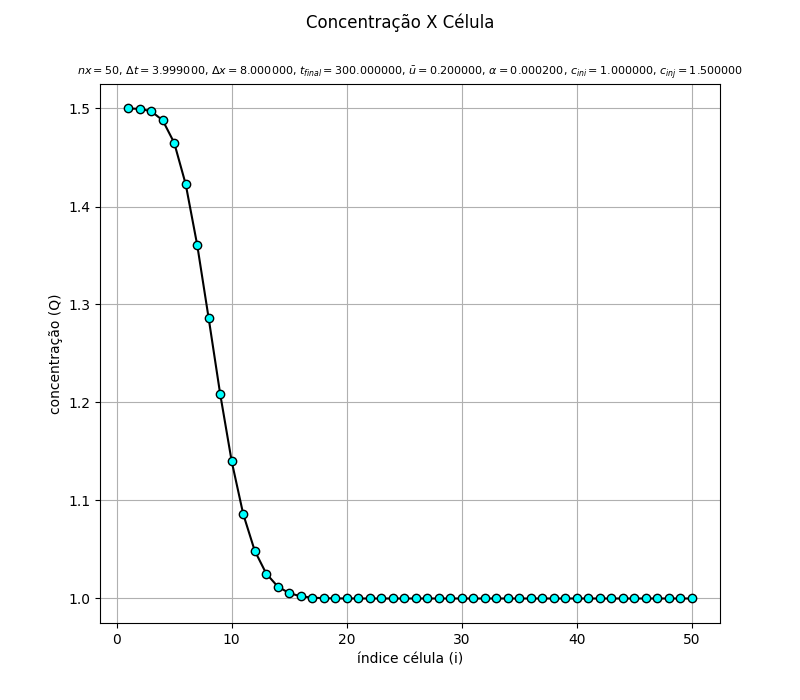 Concentração X Célula
nx = 50, Δt = 3.999000, Δx = 8.000000, t_final = 300.000000, ū = 0.200000, α = 0.000200, c_ini = 1.000000, c_inj = 1.500000
1.5
1.4
1.3
1.2
1.1
1.0
concentração (Q)
0 10 20 30 40 50
índice célula (i)